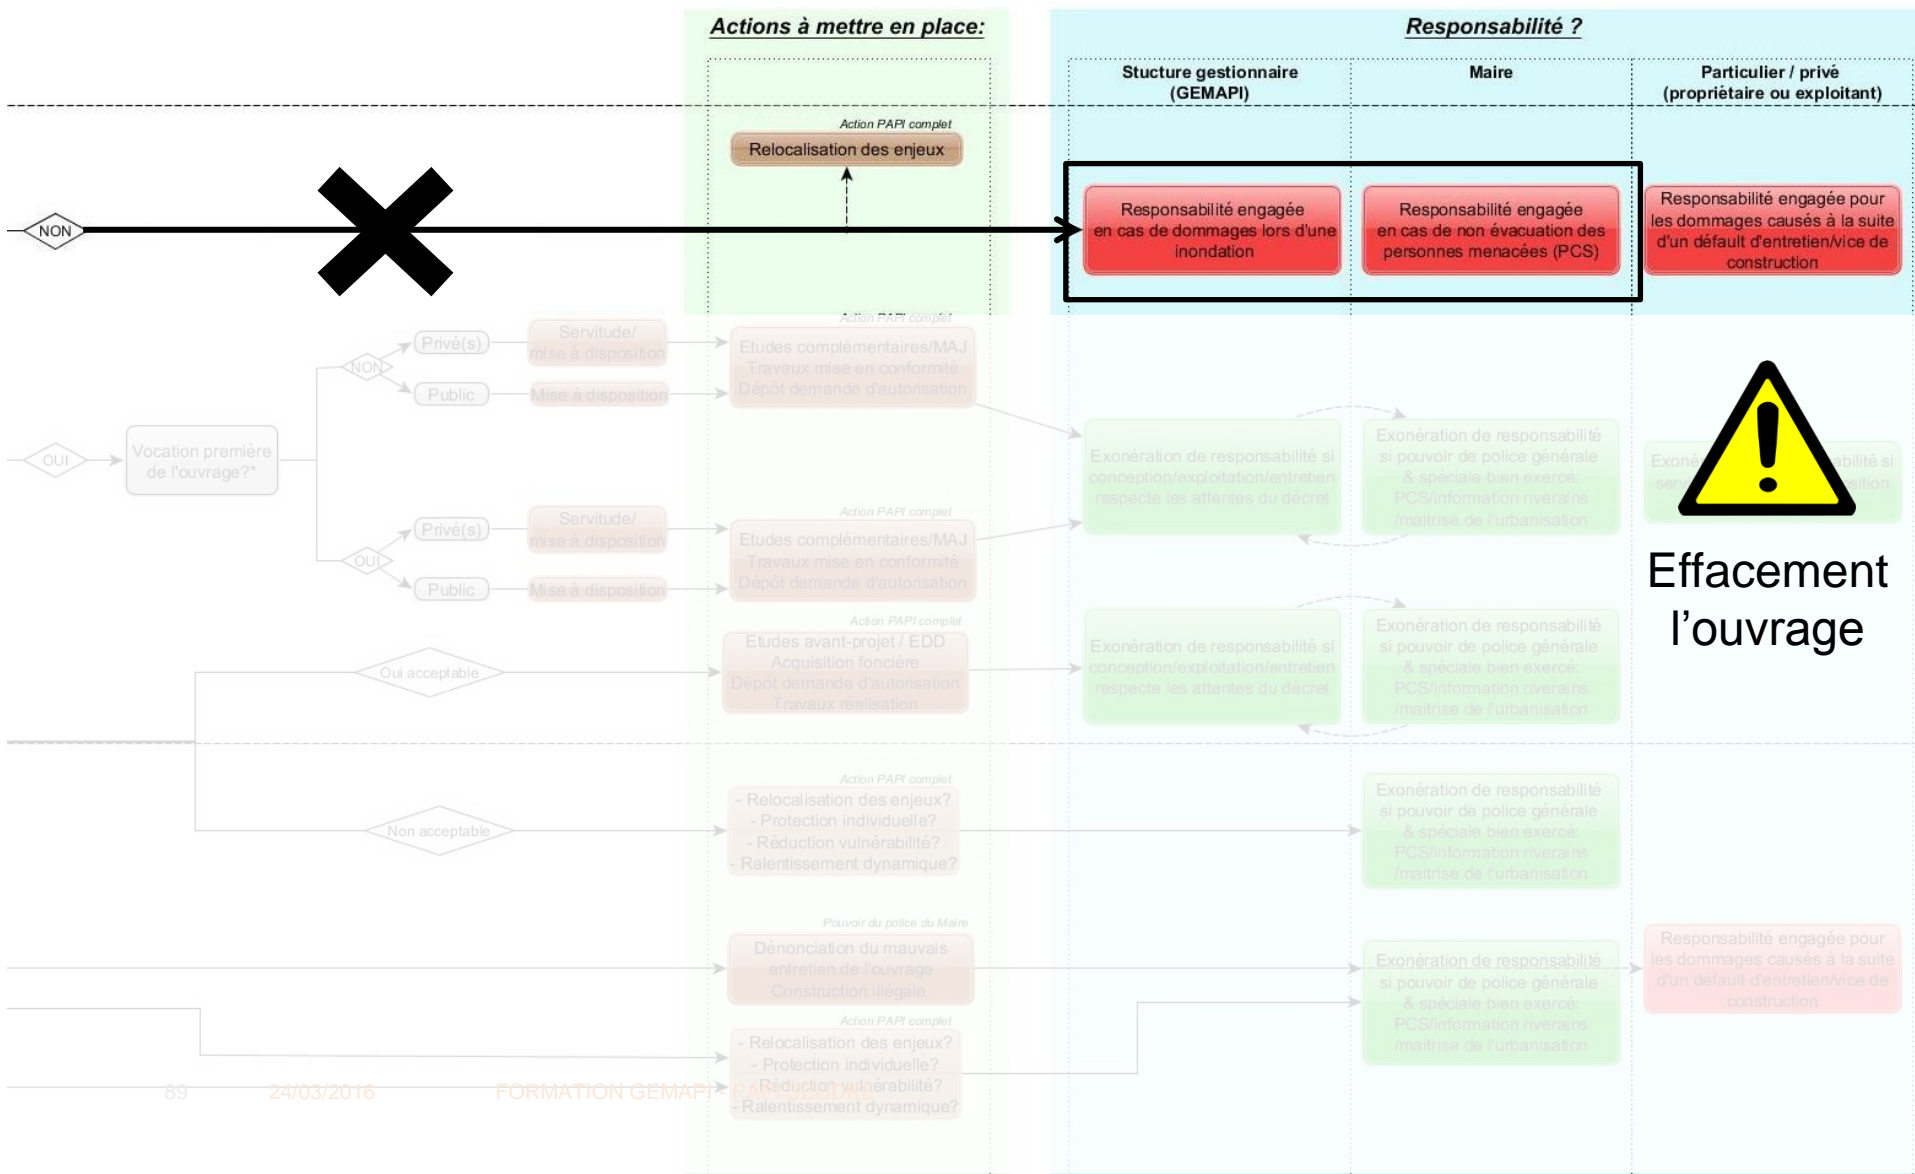 Actions à mettre en place:
Responsabilité ?
Stucture gestionnaire
(GEMAPI)
Maire
Particulier / privé
(propriétaire ou exploitant)
Action PAPI complet
Relocalisation des enjeux
NON
Responsabilité engagée
en cas de dommages lors d'une
inondation
Responsabilité engagée
en cas de non évacuation des
personnes menacées (PCS)
Responsabilité engagée pour
les dommages causés à la suite
d'un défault d'entretien/vice de
construction
Action PAPI complet
NON
Privé(s)
Servitude/
mise à disposition
Public
Mise à disposition
Etudes complémentaires/MAJ
Travaux mise en conformité
Dépôt demande d'autorisation
OUI
Vocation première
de l'ouvrage?*
Exonération de responsabilité si
conception/exploitation/entretien
respecte les attentes du décret
Exonération de responsabilité
si pouvoir de police générale
& spéciale bien exercé:
PCS/information riverains
/maitrise de l'urbanisation
Effacement
l'ouvrage
Action PAPI complet
OUI
Privé(s)
Servitude/
mise à disposition
Public
Mise à disposition
Etudes complémentaires/MAJ
Travaux mise en conformité
Dépôt demande d'autorisation
Action PAPI complet
Oui acceptable
Etudes avant-projet / EDD
Acquisition foncière
Dépôt demande d'autorisation
Travaux réalisation
Exonération de responsabilité si
conception/exploitation/entretien
respecte les attentes du décret
Exonération de responsabilité
si pouvoir de police générale
& spéciale bien exercé:
PCS/information riverains
/maitrise de l'urbanisation
Action PAPI complet
Non acceptable
- Relocalisation des enjeux?
- Protection individuelle?
- Réduction vulnérabilité?
- Ralentissement dynamique?
Exonération de responsabilité
si pouvoir de police générale
& spéciale bien exercé:
PCS/information riverains
/maitrise de l'urbanisation
Pouvoir du police du Maire
Dénonciation du mauvais
entretien de l'ouvrage
Construction illégale
Exonération de responsabilité
si pouvoir de police générale
& spéciale bien exercé:
PCS/information riverains
/maitrise de l'urbanisation
Responsabilité engagée pour
les dommages causés à la suite
d'un défault d'entretien/vice de
construction
Action PAPI complet
- Relocalisation des enjeux?
- Protection individuelle?
- Réduction vulnérabilité?
- Ralentissement dynamique?
89
24/03/2016
FORMATION GEMAPI -